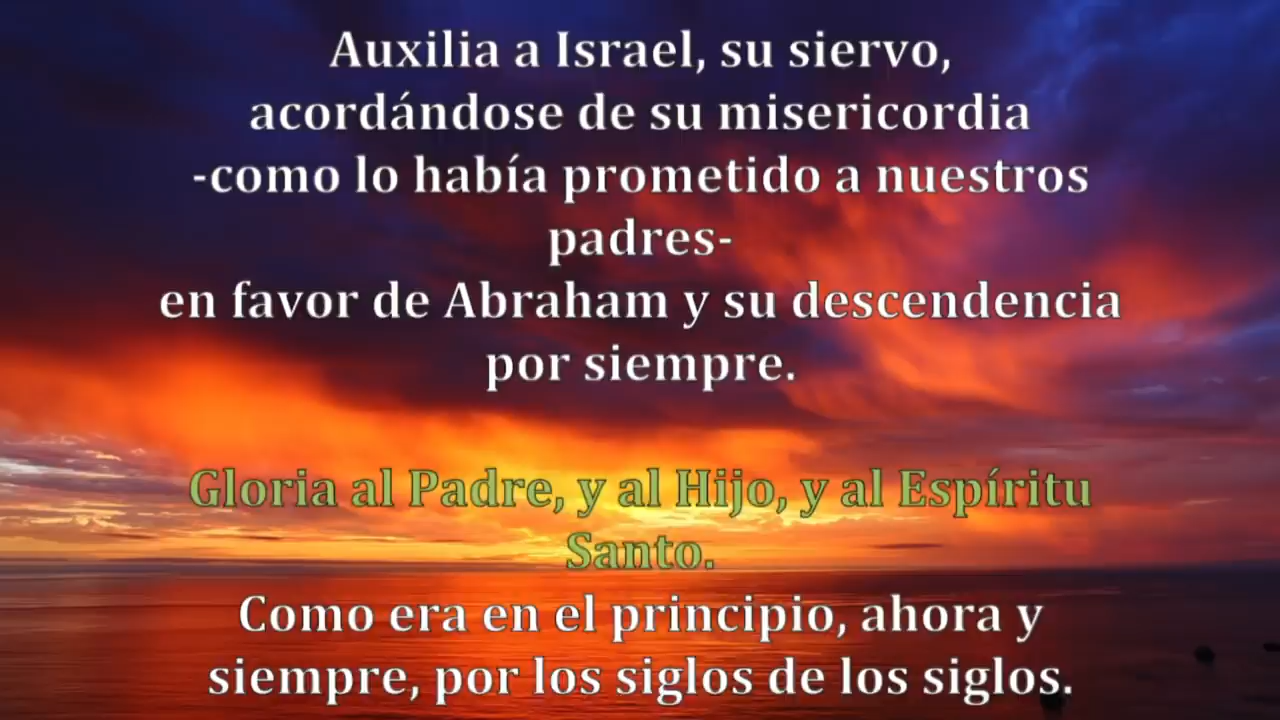 Auxilia a Israel, su siervo,
acordándose de su misericordia
-como lo había prometido a nuestros
padres-
en favor de Abraham y su descendencia
por siempre.
Gloria al Padre, y al Hijo, y al Espíritu
Santo.
Como era en el principio, ahora y
siempre, por los siglos de los siglos.